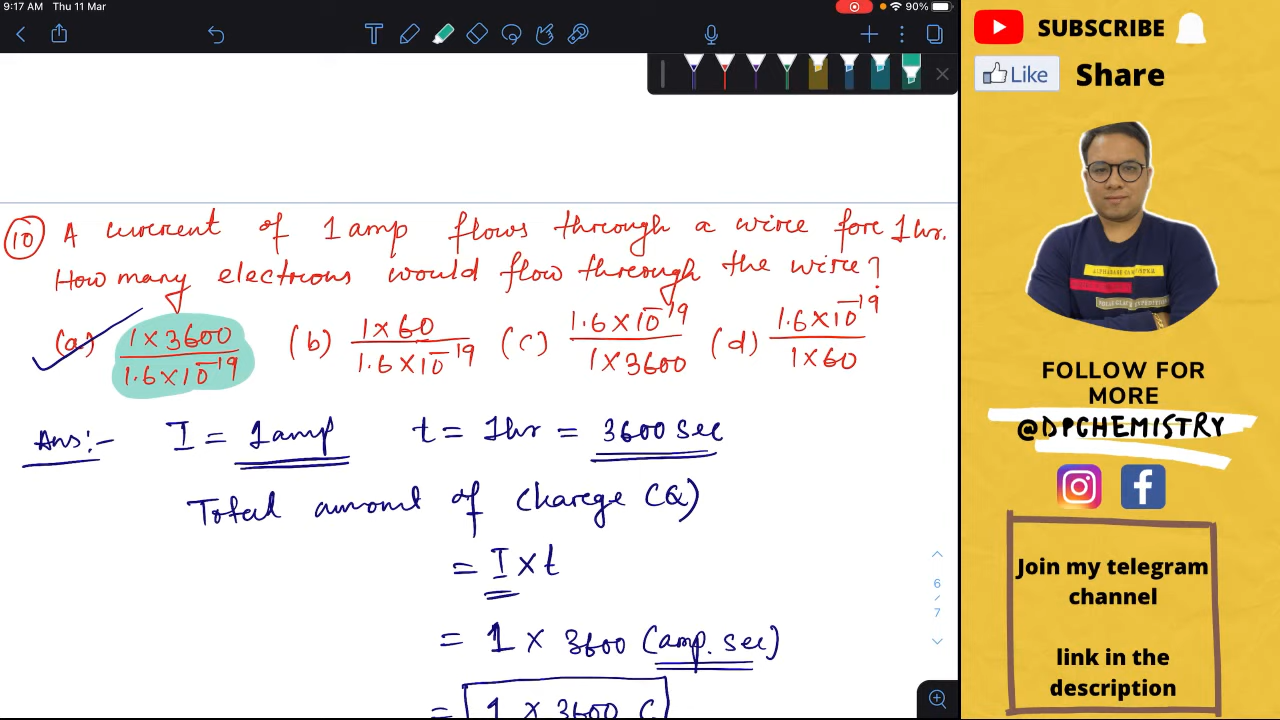 9:17 AM Thu 11 Mar
90%
10 A current of 1 amp flows through a wire for 1 hr.
How many electrons would flow through the wire?
(a) 1 × 3600 / 1.6 × 10⁻¹⁹ (b) 1 × 60 / 1.6 × 10⁻¹⁹ (c) 1.6 × 10⁻¹⁹ / 1 × 3600 (d) 1.6 × 10⁻¹⁹ / 1 × 60
Ans:- I = 1 amp t = 1 hr = 3600 sec
Total amount of charge (Q)
= I × t
= 1 × 3600 (amp. sec)
= 1 × 3600 C
6
/
7
SUBSCRIBE
Like Share
ALPHABABE
FOLLOW FOR
MORE
@DPCHEMISTRY
Join my telegram
channel
link in the
description